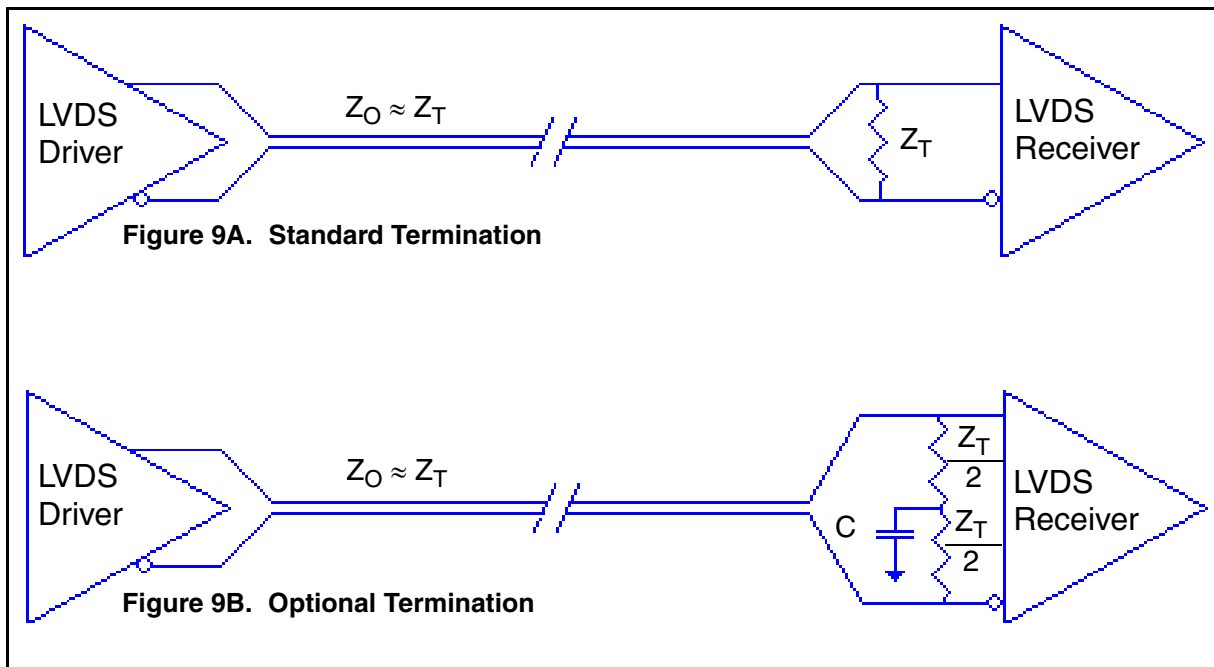 LVDS
Driver
Z_O ≈ Z_T
Z_T
LVDS
Receiver
Figure 9A. Standard Termination
LVDS
Driver
Z_O ≈ Z_T
C
Z_T
2
Z_T
2
LVDS
Receiver
Figure 9B. Optional Termination